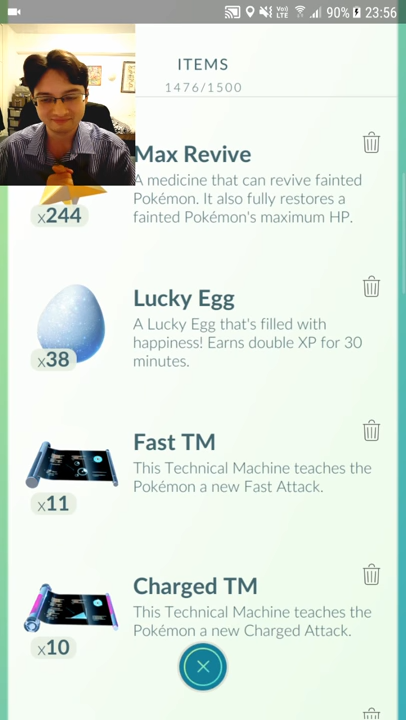 Voi)
LTE
90%
23:56
ITEMS
1476/1500
Max Revive
A medicine that can revive fainted
Pokémon. It also fully restores a
fainted Pokémon's maximum HP.
x244
Lucky Egg
A Lucky Egg that's filled with
happiness! Earns double XP for 30
minutes.
x38
Fast TM
This Technical Machine teaches the
Pokémon a new Fast Attack.
x11
Charged TM
This Technical Machine teaches the
Pokémon a new Charged Attack.
x10